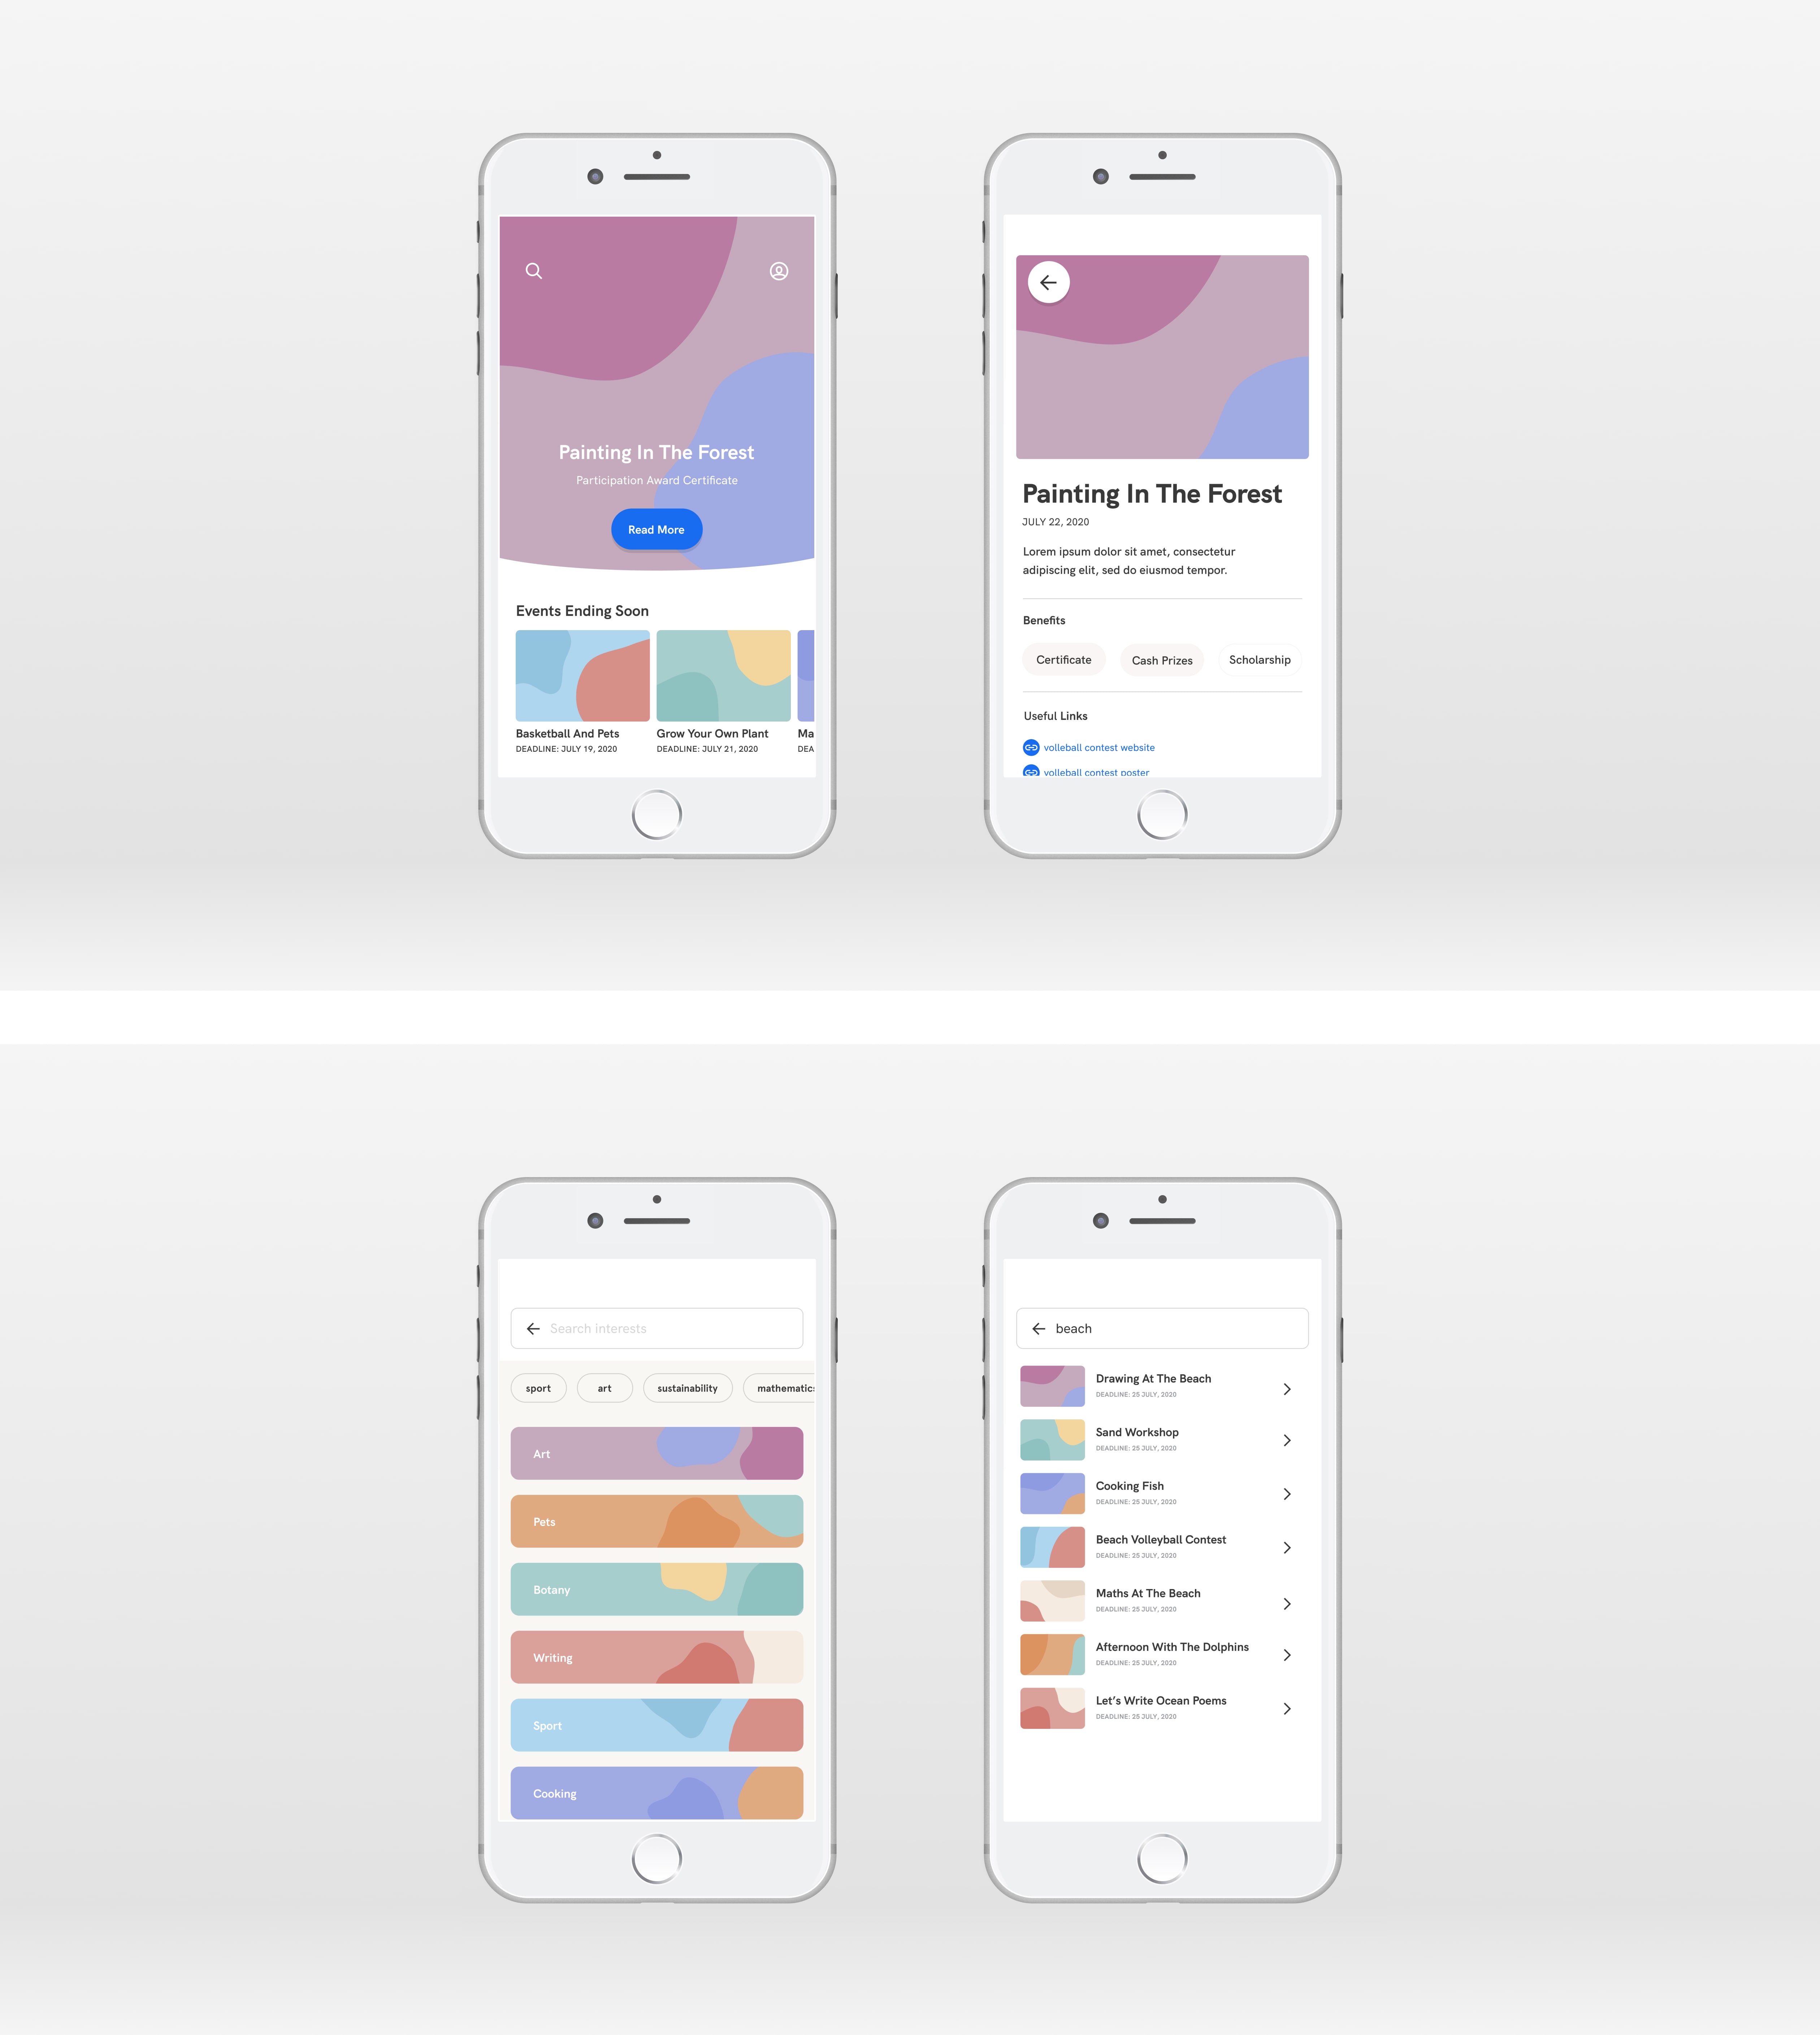 Painting In The Forest
Participation Award Certificate
Read More
Events Ending Soon
Basketball And Pets
DEADLINE: JULY 19, 2020
Grow Your Own Plant
DEADLINE: JULY 21, 2020
Ma
DEA
Painting In The Forest
JULY 22, 2020
Lorem ipsum dolor sit amet, consectetur
adipiscing elit, sed do eiusmod tempor.
Benefits
Certificate
Cash Prizes
Scholarship
Useful Links
volleball contest website
volleball contest poster
Search interests
sport
art
sustainability
mathematics
Art
Pets
Botany
Writing
Sport
Cooking
beach
Drawing At The Beach
DEADLINE: 25 JULY, 2020
Sand Workshop
DEADLINE: 25 JULY, 2020
Cooking Fish
DEADLINE: 25 JULY, 2020
Beach Volleyball Contest
DEADLINE: 25 JULY, 2020
Maths At The Beach
DEADLINE: 25 JULY, 2020
Afternoon With The Dolphins
DEADLINE: 25 JULY, 2020
Let's Write Ocean Poems
DEADLINE: 25 JULY, 2020